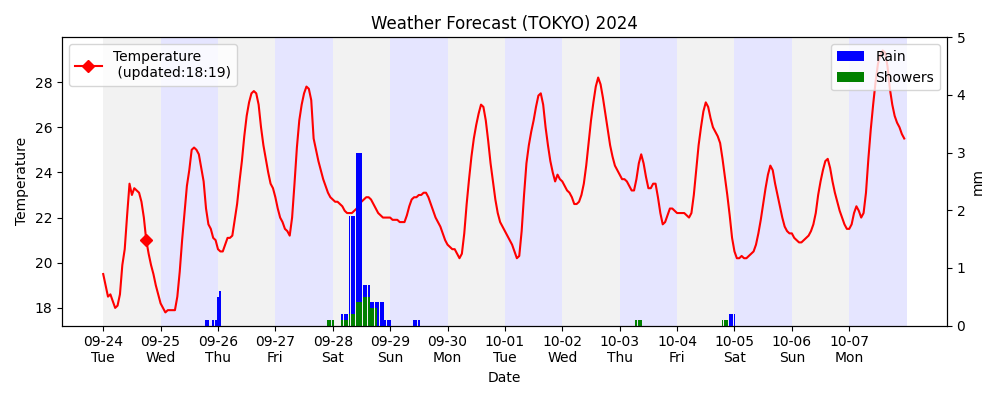 Weather Forecast (TOKYO) 2024
Temperature
(updated:18:19)
Rain
Showers
Temperature
28
26
24
22
20
18
5
4
3
2
1
0
mm
09-24 09-25 09-26 09-27 09-28 09-29 09-30 10-01 10-02 10-03 10-04 10-05 10-06 10-07
Tue Wed Thu Fri Sat Sun Mon Tue Wed Thu Fri Sat Sun Mon
Date